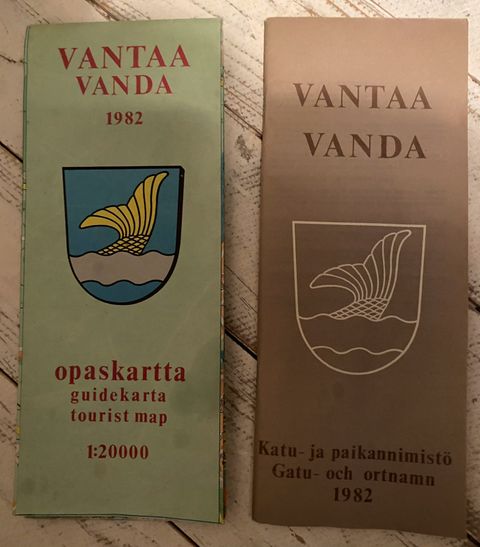 VANTAA
VANDA
1982
opaskartta
guidekarta
tourist map
1:20000
VANTAA
VANDA
Katu- ja paikannimistö
Gatu- och ortnamn
1982